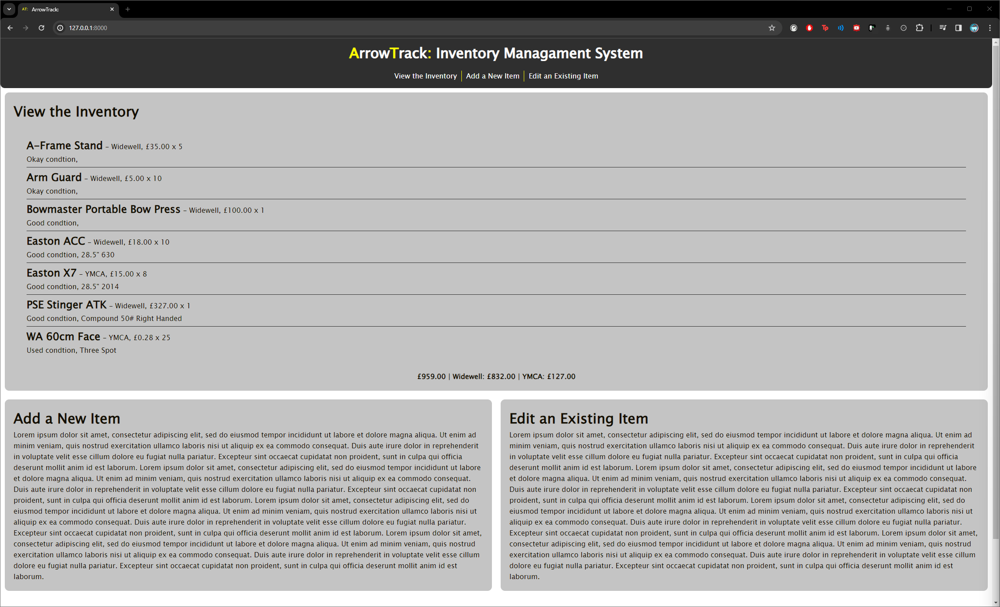 AT: ArrowTrack:
127.0.0.1:8000
ArrowTrack: Inventory Managament System
View the Inventory Add a New Item Edit an Existing Item
View the Inventory
A-Frame Stand - Widewell, £35.00 x 5
Okay condtion,
Arm Guard - Widewell, £5.00 x 10
Okay condtion,
Bowmaster Portable Bow Press - Widewell, £100.00 x 1
Good condtion,
Easton ACC - Widewell, £18.00 x 10
Good condtion, 28.5" 630
Easton X7 - YMCA, £15.00 x 8
Good condtion, 28.5" 2014
PSE Stinger ATK - Widewell, £327.00 x 1
Good condtion, Compound 50# Right Handed
WA 60cm Face - YMCA, £0.28 x 25
Used condtion, Three Spot
£959.00 | Widewell: £832.00 | YMCA: £127.00
Add a New Item
Lorem ipsum dolor sit amet, consectetur adipiscing elit, sed do eiusmod tempor incididunt ut labore et dolore magna aliqua. Ut enim ad
minim veniam, quis nostrud exercitation ullamco laboris nisi ut aliquip ex ea commodo consequat. Duis aute irure dolor in reprehenderit
in voluptate velit esse cillum dolore eu fugiat nulla pariatur. Excepteur sint occaecat cupidatat non proident, sunt in culpa qui officia
deserunt mollit anim id est laborum. Lorem ipsum dolor sit amet, consectetur adipiscing elit, sed do eiusmod tempor incididunt ut labore
et dolore magna aliqua. Ut enim ad minim veniam, quis nostrud exercitation ullamco laboris nisi ut aliquip ex ea commodo consequat.
Duis aute irure dolor in reprehenderit in voluptate velit esse cillum dolore eu fugiat nulla pariatur. Excepteur sint occaecat cupidatat non
proident, sunt in culpa qui officia deserunt mollit anim id est laborum. Lorem ipsum dolor sit amet, consectetur adipiscing elit, sed do
eiusmod tempor incididunt ut labore et dolore magna aliqua. Ut enim ad minim veniam, quis nostrud exercitation ullamco laboris nisi ut
aliquip ex ea commodo consequat. Duis aute irure dolor in reprehenderit in voluptate velit esse cillum dolore eu fugiat nulla pariatur.
Excepteur sint occaecat cupidatat non proident, sunt in culpa qui officia deserunt mollit anim id est laborum. Lorem ipsum dolor sit amet,
consectetur adipiscing elit, sed do eiusmod tempor incididunt ut labore et dolore magna aliqua. Ut enim ad minim veniam, quis nostrud
exercitation ullamco laboris nisi ut aliquip ex ea commodo consequat. Duis aute irure dolor in reprehenderit in voluptate velit esse cillum
dolore eu fugiat nulla pariatur. Excepteur sint occaecat cupidatat non proident, sunt in culpa qui officia deserunt mollit anim id est
laborum.
Edit an Existing Item
Lorem ipsum dolor sit amet, consectetur adipiscing elit, sed do eiusmod tempor incididunt ut labore et dolore magna aliqua. Ut enim ad
minim veniam, quis nostrud exercitation ullamco laboris nisi ut aliquip ex ea commodo consequat. Duis aute irure dolor in reprehenderit
in voluptate velit esse cillum dolore eu fugiat nulla pariatur. Excepteur sint occaecat cupidatat non proident, sunt in culpa qui officia
deserunt mollit anim id est laborum. Lorem ipsum dolor sit amet, consectetur adipiscing elit, sed do eiusmod tempor incididunt ut labore
et dolore magna aliqua. Ut enim ad minim veniam, quis nostrud exercitation ullamco laboris nisi ut aliquip ex ea commodo consequat.
Duis aute irure dolor in reprehenderit in voluptate velit esse cillum dolore eu fugiat nulla pariatur. Excepteur sint occaecat cupidatat non
proident, sunt in culpa qui officia deserunt mollit anim id est laborum. Lorem ipsum dolor sit amet, consectetur adipiscing elit, sed do
eiusmod tempor incididunt ut labore et dolore magna aliqua. Ut enim ad minim veniam, quis nostrud exercitation ullamco laboris nisi ut
aliquip ex ea commodo consequat. Duis aute irure dolor in reprehenderit in voluptate velit esse cillum dolore eu fugiat nulla pariatur.
Excepteur sint occaecat cupidatat non proident, sunt in culpa qui officia deserunt mollit anim id est laborum. Lorem ipsum dolor sit amet,
consectetur adipiscing elit, sed do eiusmod tempor incididunt ut labore et dolore magna aliqua. Ut enim ad minim veniam, quis nostrud
exercitation ullamco laboris nisi ut aliquip ex ea commodo consequat. Duis aute irure dolor in reprehenderit in voluptate velit esse cillum
dolore eu fugiat nulla pariatur. Excepteur sint occaecat cupidatat non proident, sunt in culpa qui officia deserunt mollit anim id est
laborum.